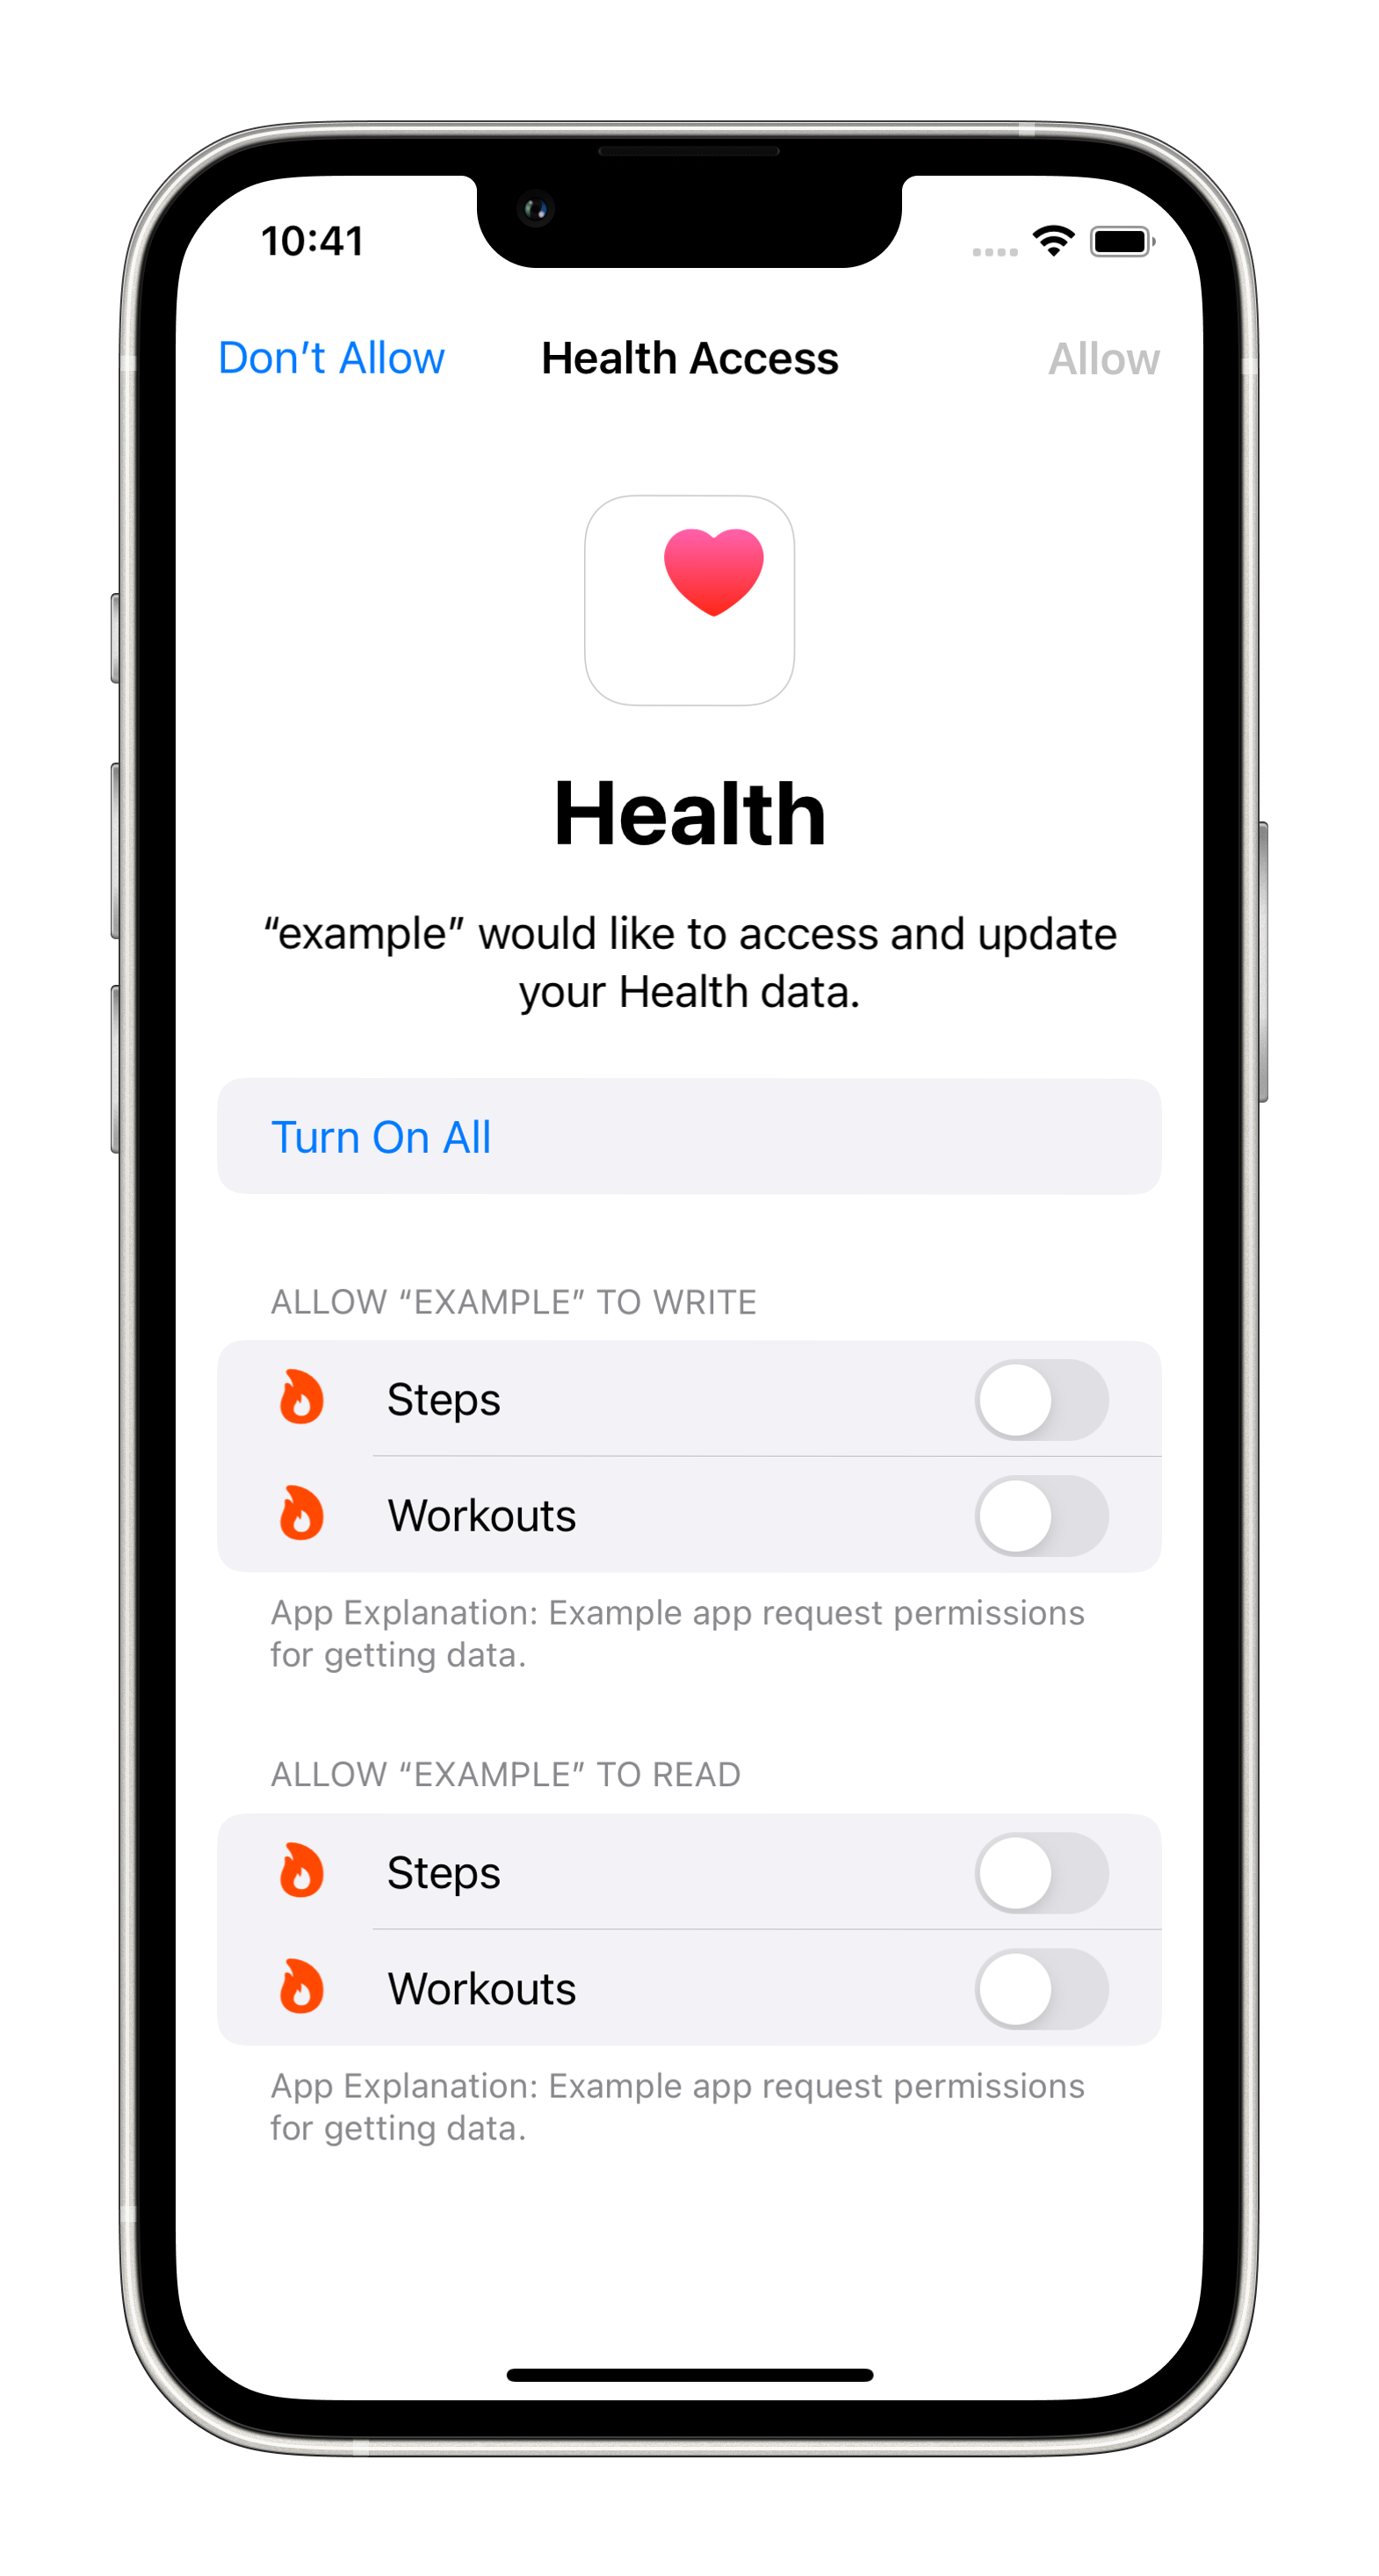 10:41
Don’t Allow Health Access Allow
Health
“example” would like to access and update
your Health data.
Turn On All
ALLOW “EXAMPLE” TO WRITE
Steps
Workouts
App Explanation: Example app request permissions
for getting data.
ALLOW “EXAMPLE” TO READ
Steps
Workouts
App Explanation: Example app request permissions
for getting data.